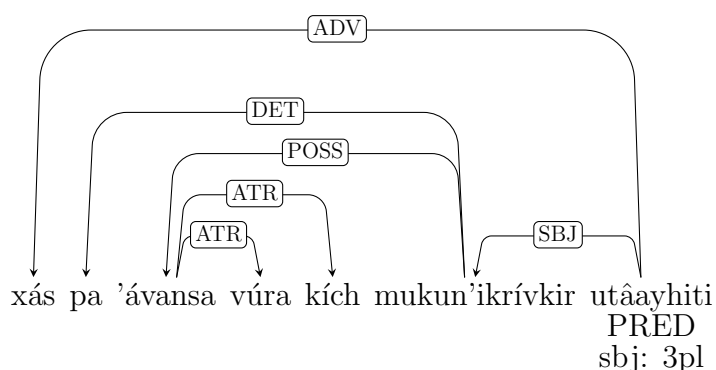 ADV
DET
POSS
ATR
ATR SBJ
xás pa ’ávansa vúra kích mukun’ikrívkir utâayhiti
PRED
sbj: 3pl